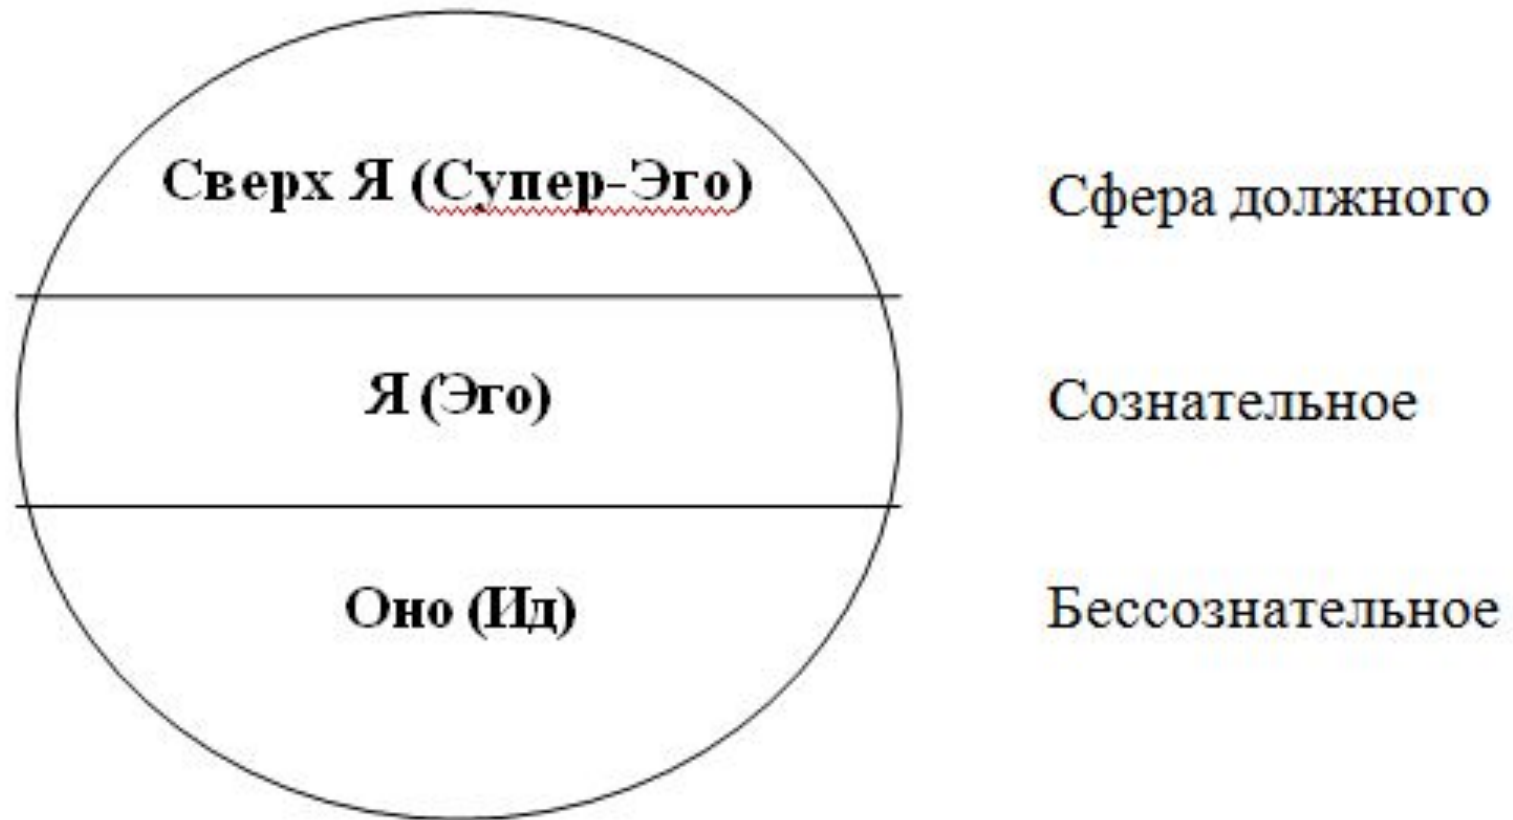 Сверх Я (Супер-Эго)
Сфера должного
Я (Эго)
Сознательное
Оно (Ид)
Бессознательное